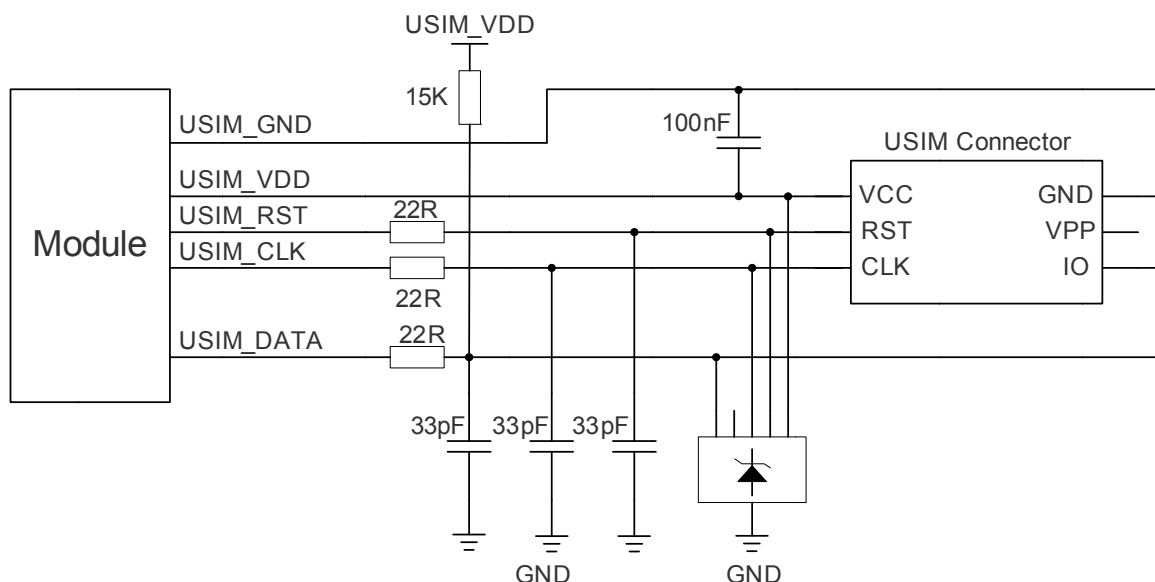 USIM_VDD
15K
USIM_GND
100nF
USIM Connector
USIM_VDD
VCC
GND
USIM_RST
22R
RST
VPP
Module
USIM_CLK
CLK
IO
22R
USIM_DATA
22R
33pF
33pF
33pF
GND
GND